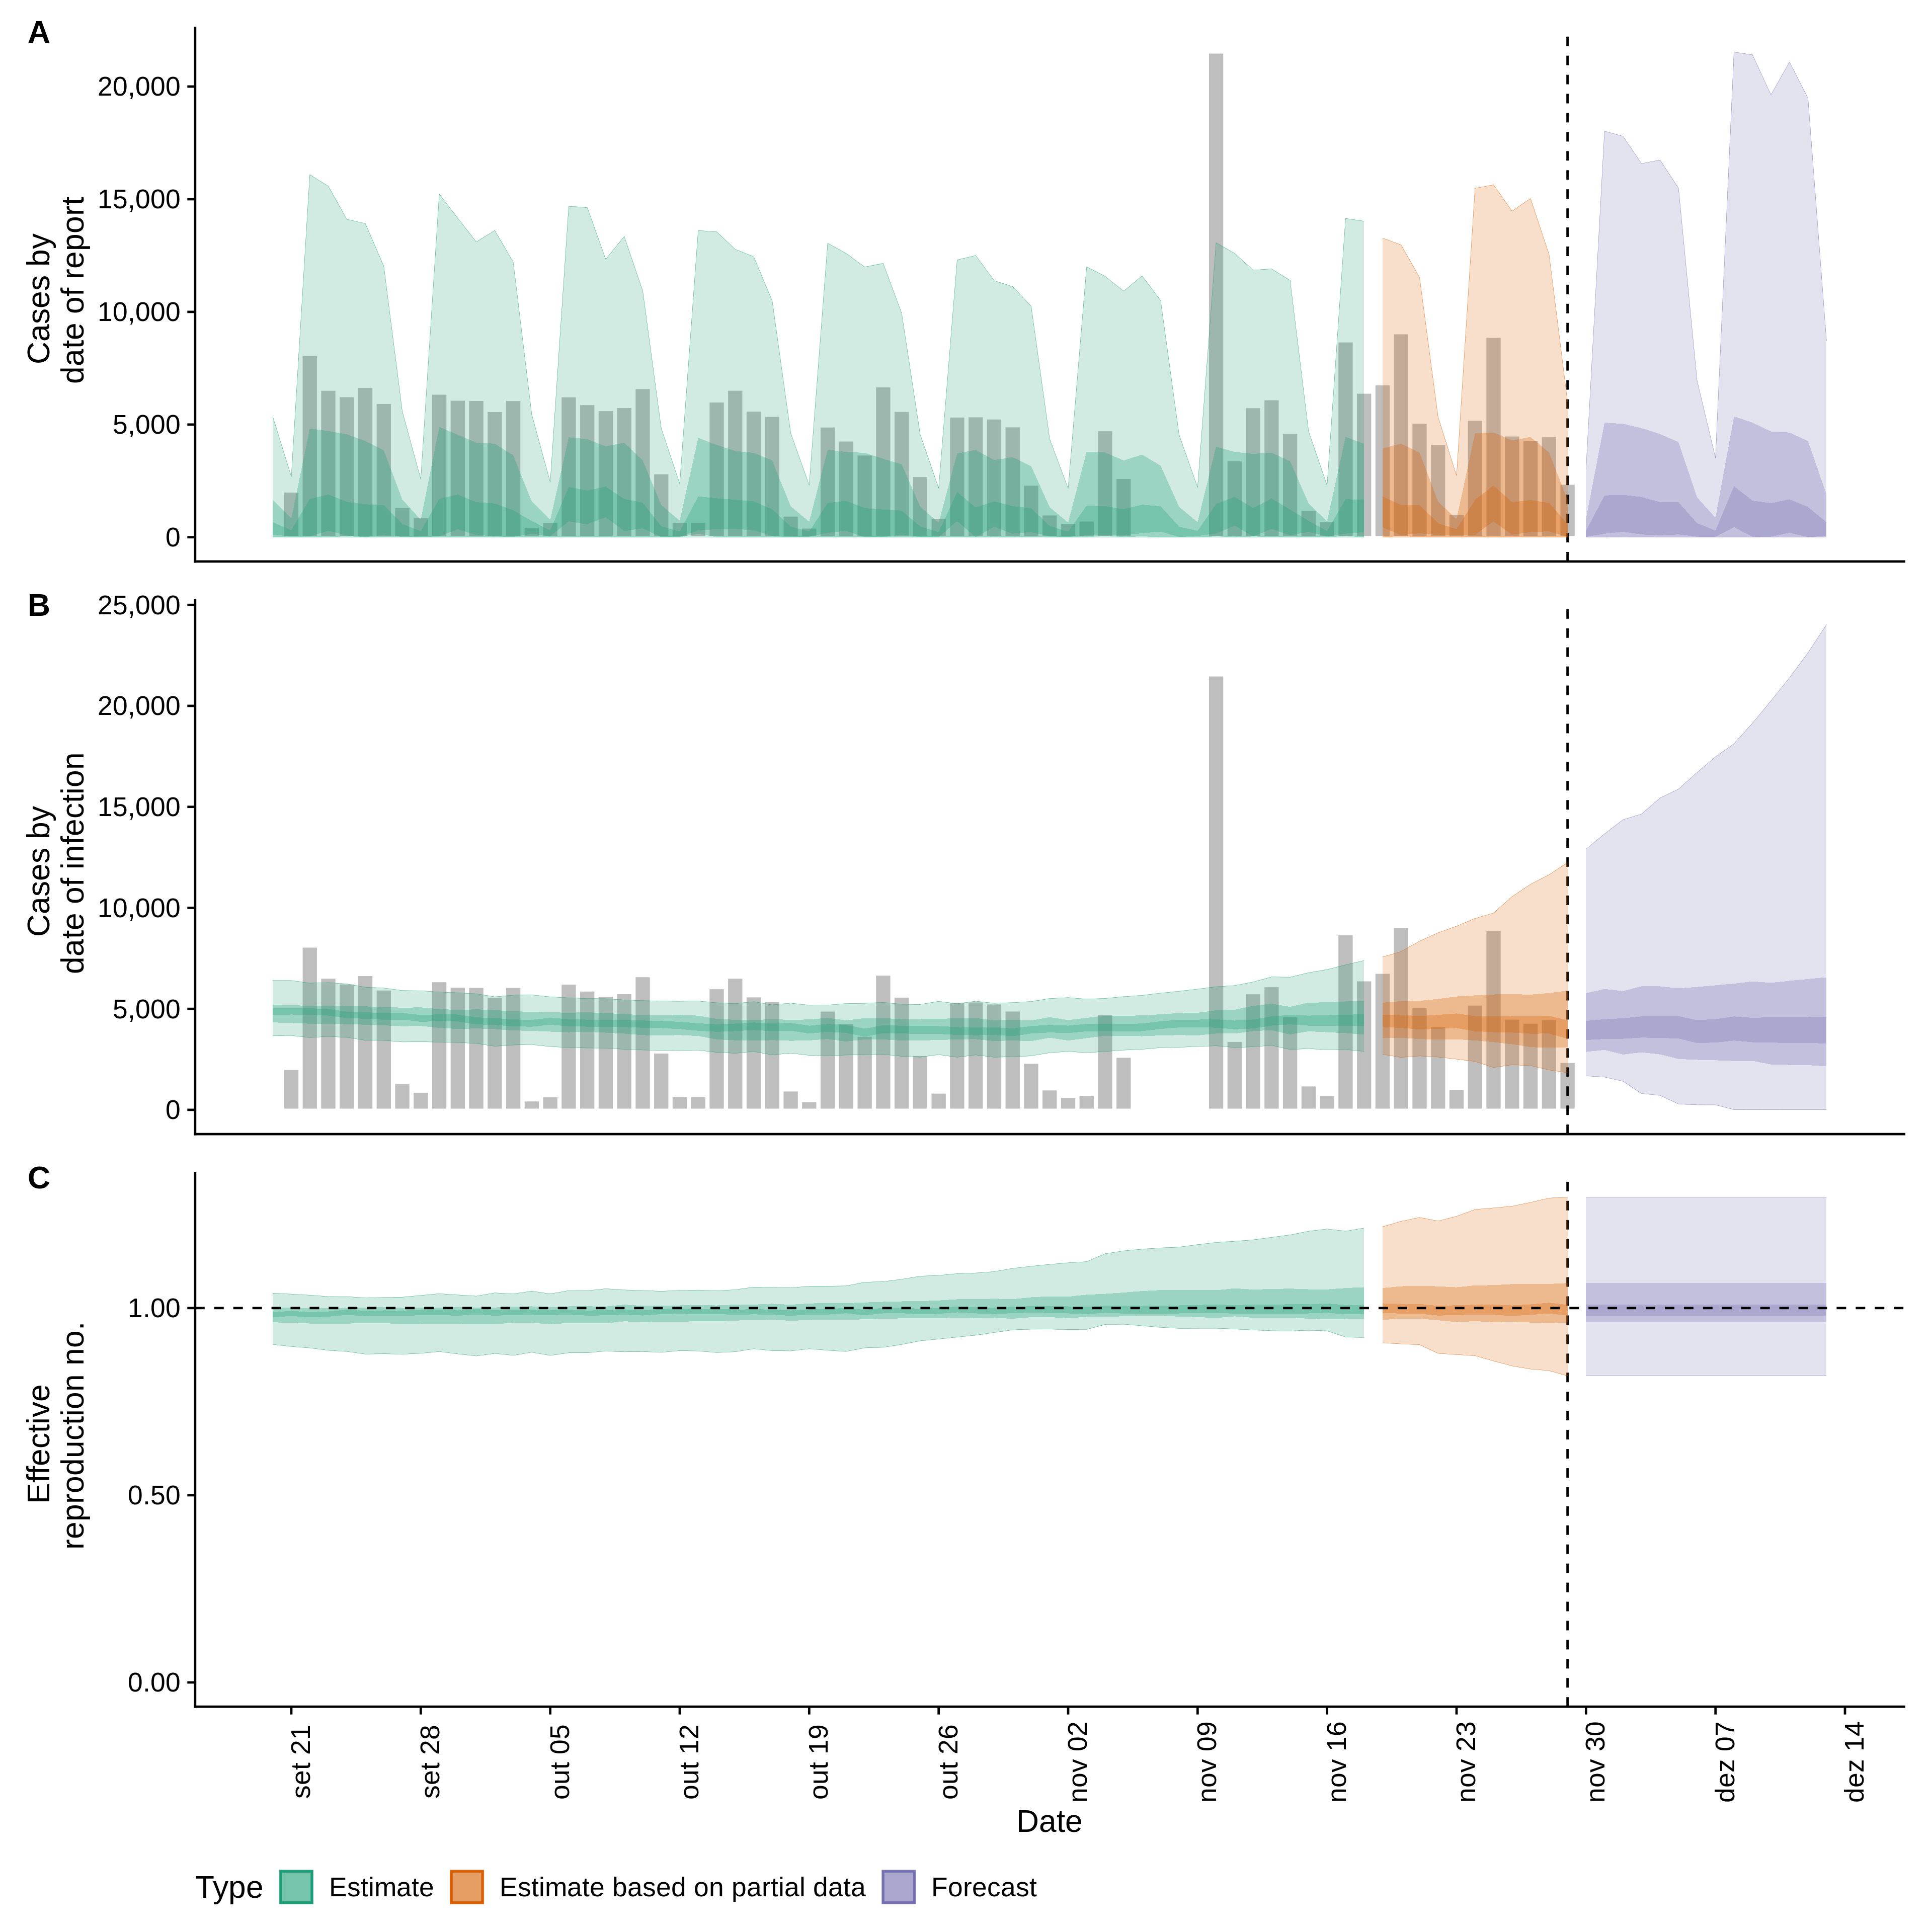 A
20,000
15,000
10,000
5,000
0
Cases by
date of report
B
25,000
20,000
15,000
10,000
5,000
0
Cases by
date of infection
C
1.00
0.50
0.00
Effective
reproduction no.
set 21
set 28
out 05
out 12
out 19
out 26
nov 02
nov 09
nov 16
nov 23
nov 30
dez 07
dez 14
Date
Type Estimate Estimate based on partial data Forecast